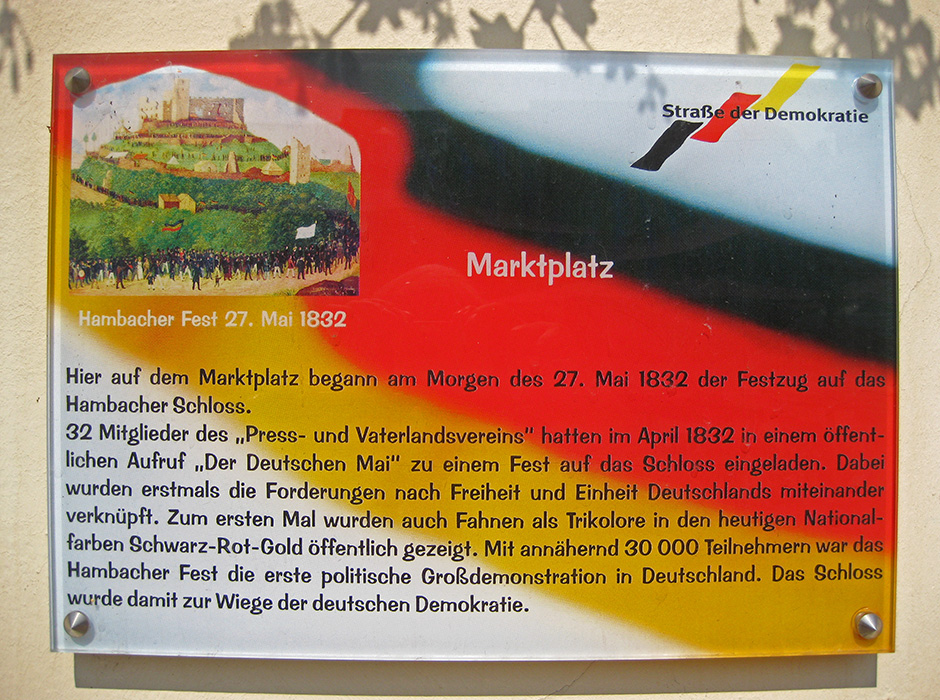 Straße der Demokratie
Marktplatz
Hambacher Fest 27. Mai 1832
Hier auf dem Marktplatz begann am Morgen des 27. Mai 1832 der Festzug auf das
Hambacher Schloss.
32 Mitglieder des „Press- und Vaterlandsvereins" hatten im April 1832 in einem öffent-
lichen Aufruf „Der Deutschen Mai" zu einem Fest auf das Schloss eingeladen. Dabei
wurden erstmals die Forderungen nach Freiheit und Einheit Deutschlands miteinander
verknüpft. Zum ersten Mal wurden auch Fahnen als Trikolore in den heutigen National-
farben Schwarz-Rot-Gold öffentlich gezeigt. Mit annähernd 30 000 Teilnehmern war das
Hambacher Fest die erste politische Großdemonstration in Deutschland. Das Schloss
wurde damit zur Wiege der deutschen Demokratie.